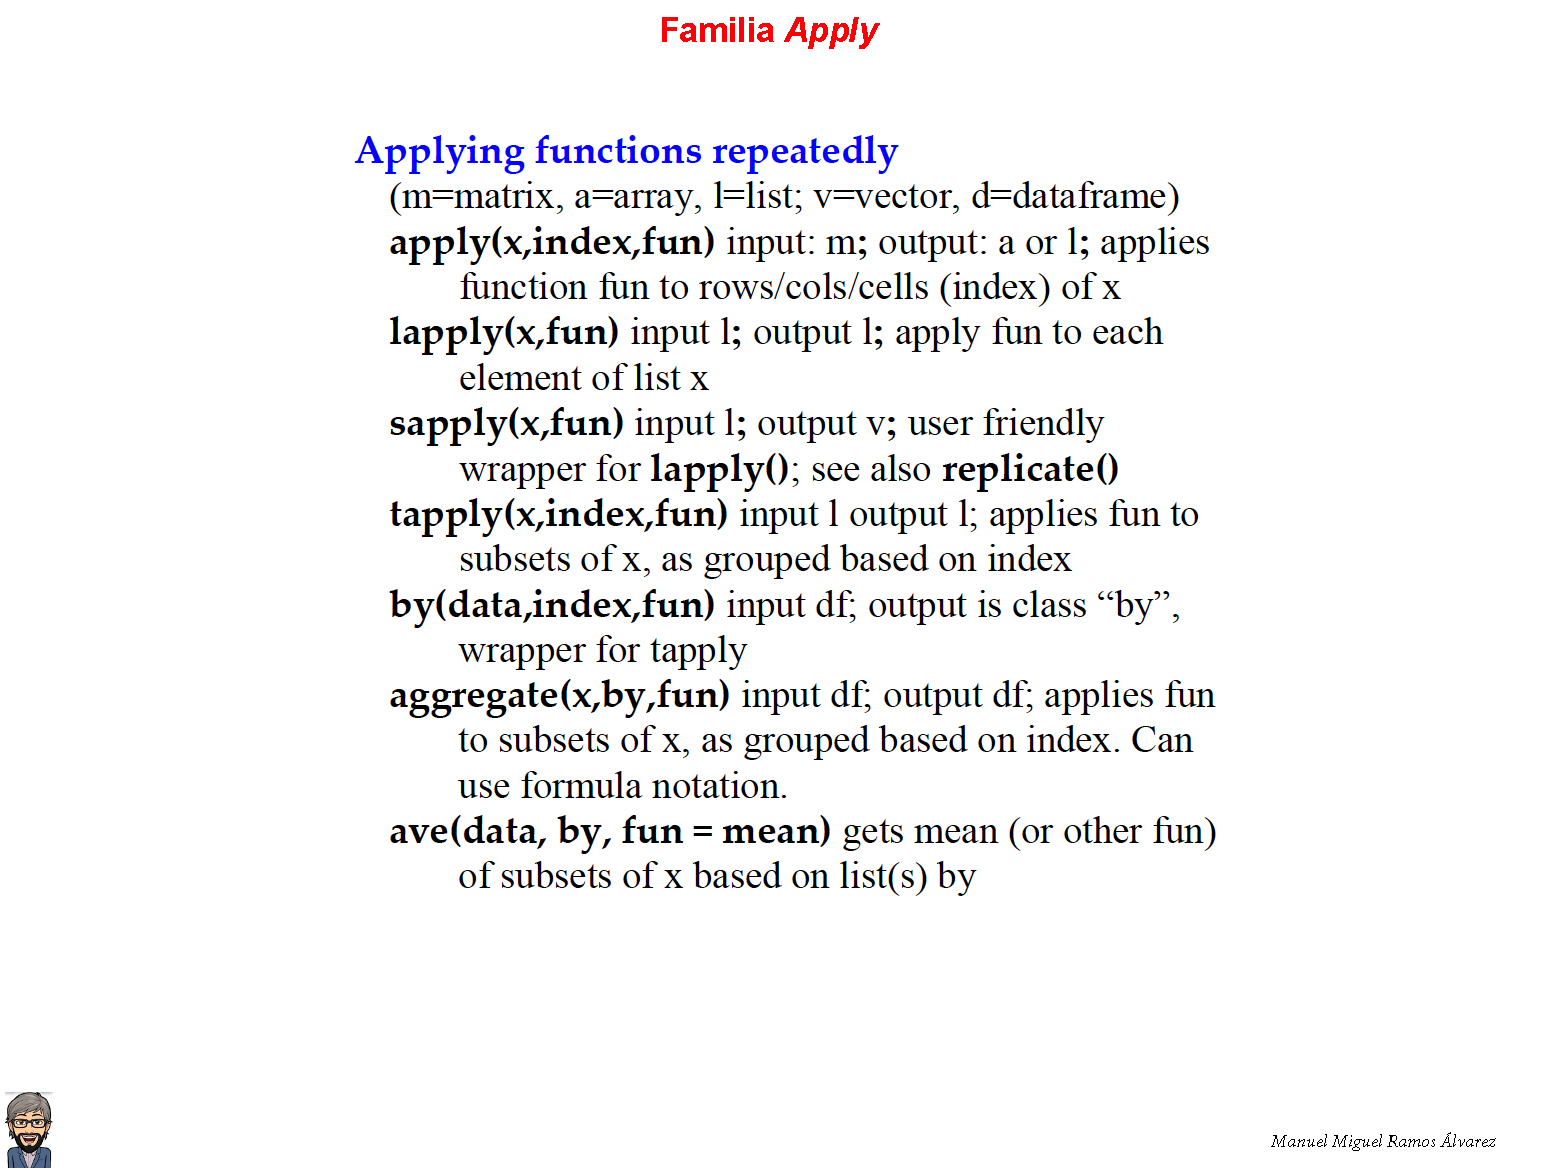 Familia Apply
Applying functions repeatedly
(m=matrix, a=array, l=list; v=vector, d=dataframe)
apply(x,index,fun) input: m; output: a or l; applies
function fun to rows/cols/cells (index) of x
lapply(x,fun) input l; output l; apply fun to each
element of list x
sapply(x,fun) input l; output v; user friendly
wrapper for lapply(); see also replicate()
tapply(x,index,fun) input l output l; applies fun to
subsets of x, as grouped based on index
by(data,index,fun) input df; output is class “by”,
wrapper for tapply
aggregate(x,by,fun) input df; output df; applies fun
to subsets of x, as grouped based on index. Can
use formula notation.
ave(data, by, fun = mean) gets mean (or other fun)
of subsets of x based on list(s) by
Manuel Miguel Ramos Álvarez